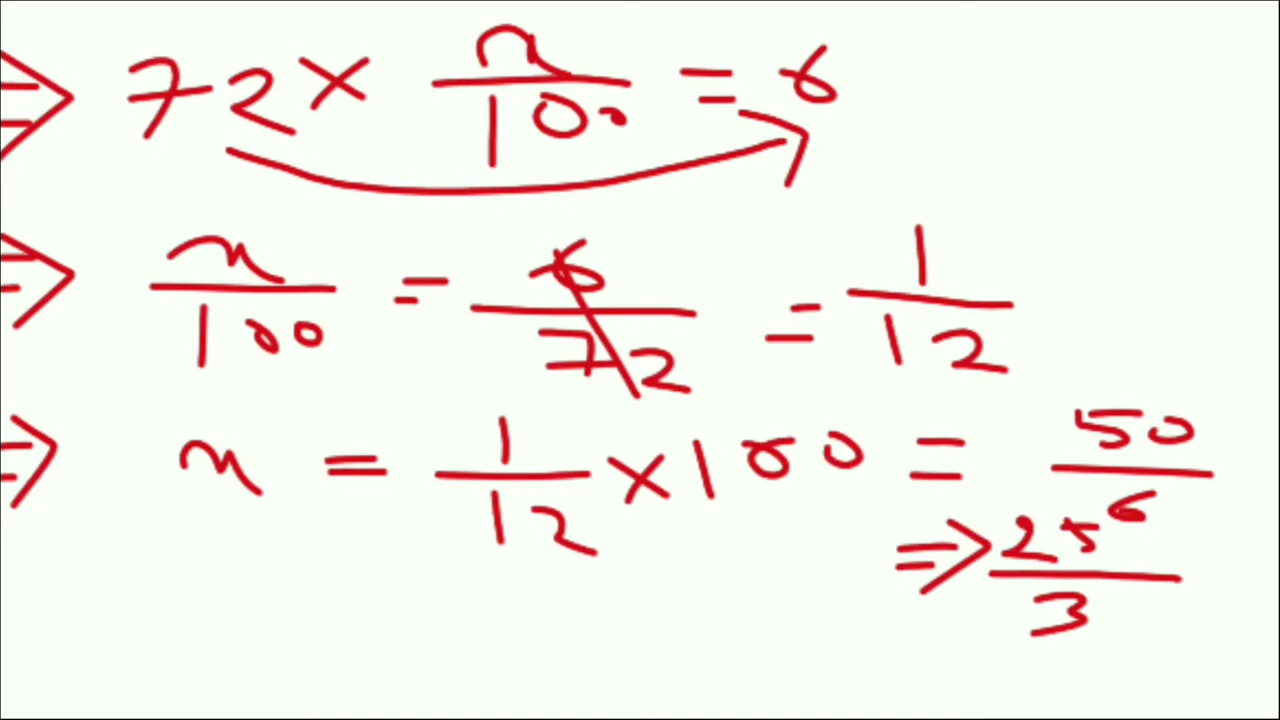 ⇒ 72 × n/100 = 6
⇒ n/100 = 6/72 = 1/12
⇒ n = 1/12 × 100 = 50/6
⇒ 25/3